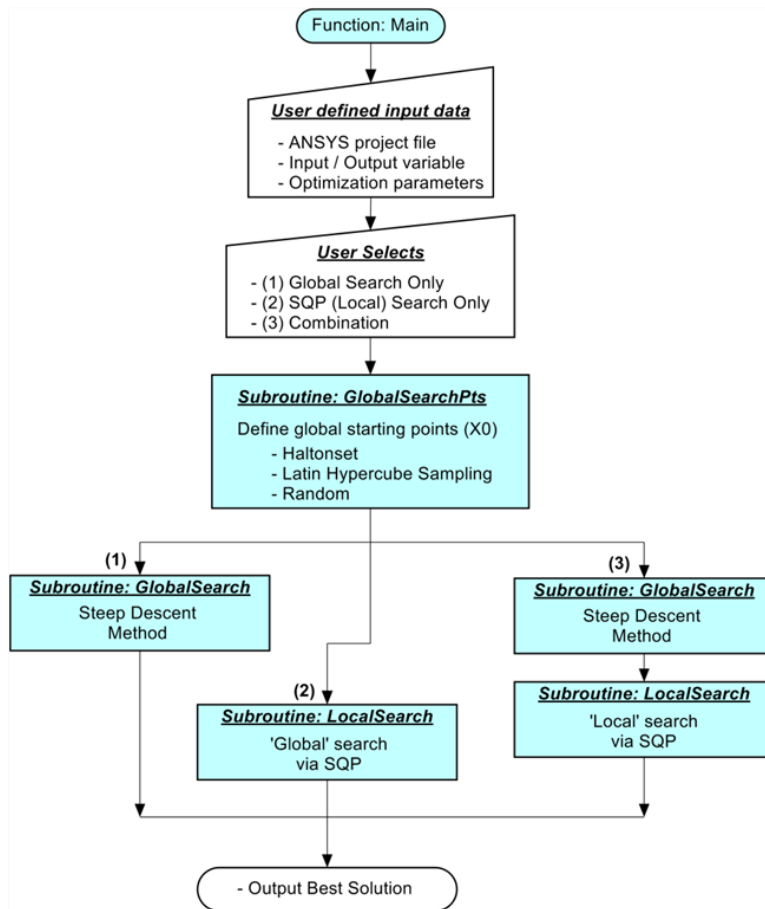 Function: Main
User defined input data
- ANSYS project file
- Input / Output variable
- Optimization parameters
User Selects
- (1) Global Search Only
- (2) SQP (Local) Search Only
- (3) Combination
Subroutine: GlobalSearchPts
Define global starting points (X0)
- Haltonset
- Latin Hypercube Sampling
- Random
(1)
Subroutine: GlobalSearch
Steep Descent
Method
(2)
Subroutine: LocalSearch
'Global' search
via SQP
(3)
Subroutine: GlobalSearch
Steep Descent
Method
Subroutine: LocalSearch
'Local' search
via SQP
- Output Best Solution